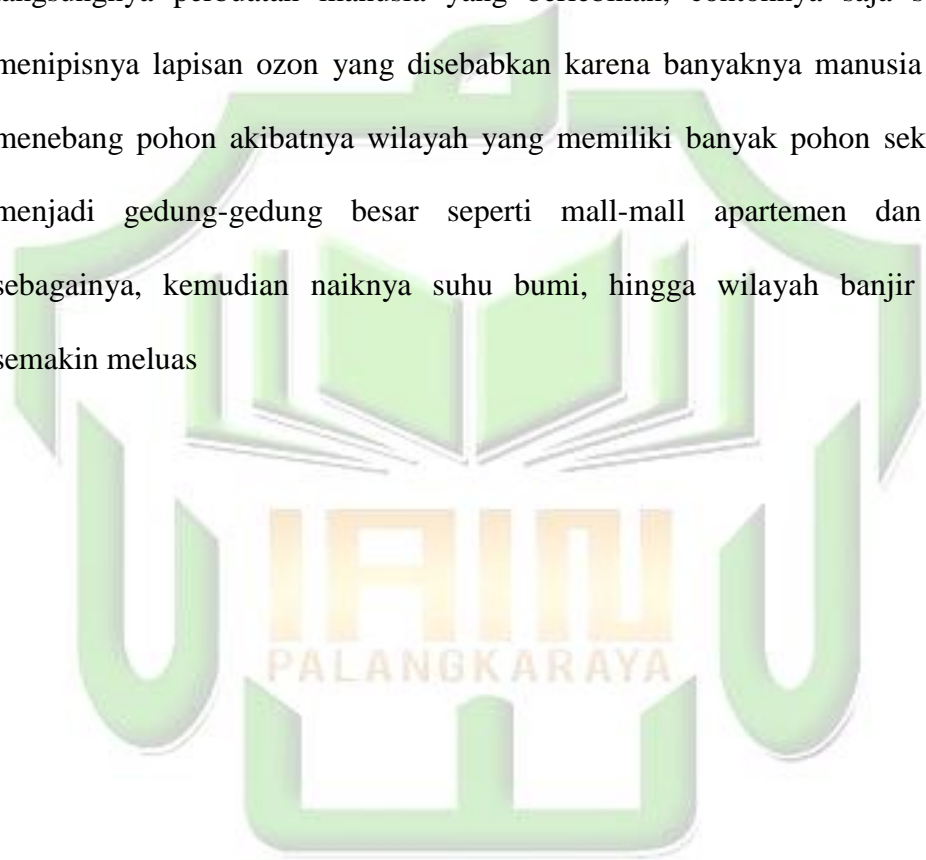 menipisnya lapisan ozon yang disebabkan karena banyaknya manusia
menebang pohon akibatnya wilayah yang memiliki banyak pohon sek
menjadi gedung-gedung besar seperti mall-mall apartemen dan
sebagainya, kemudian naiknya suhu bumi, hingga wilayah banjir
semakin meluas
IAIN
PALANGKARAYA